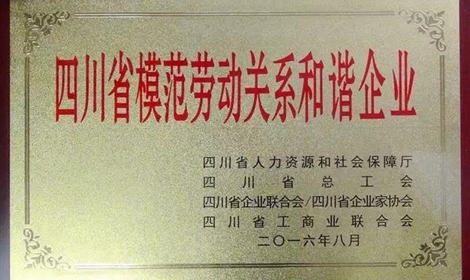 四川省模范劳动关系和谐企业
四川省人力资源和社会保障厅
四川省总工会
四川省企业联合会/四川省企业家协会
四川省工商业联合会
二〇一六年八月